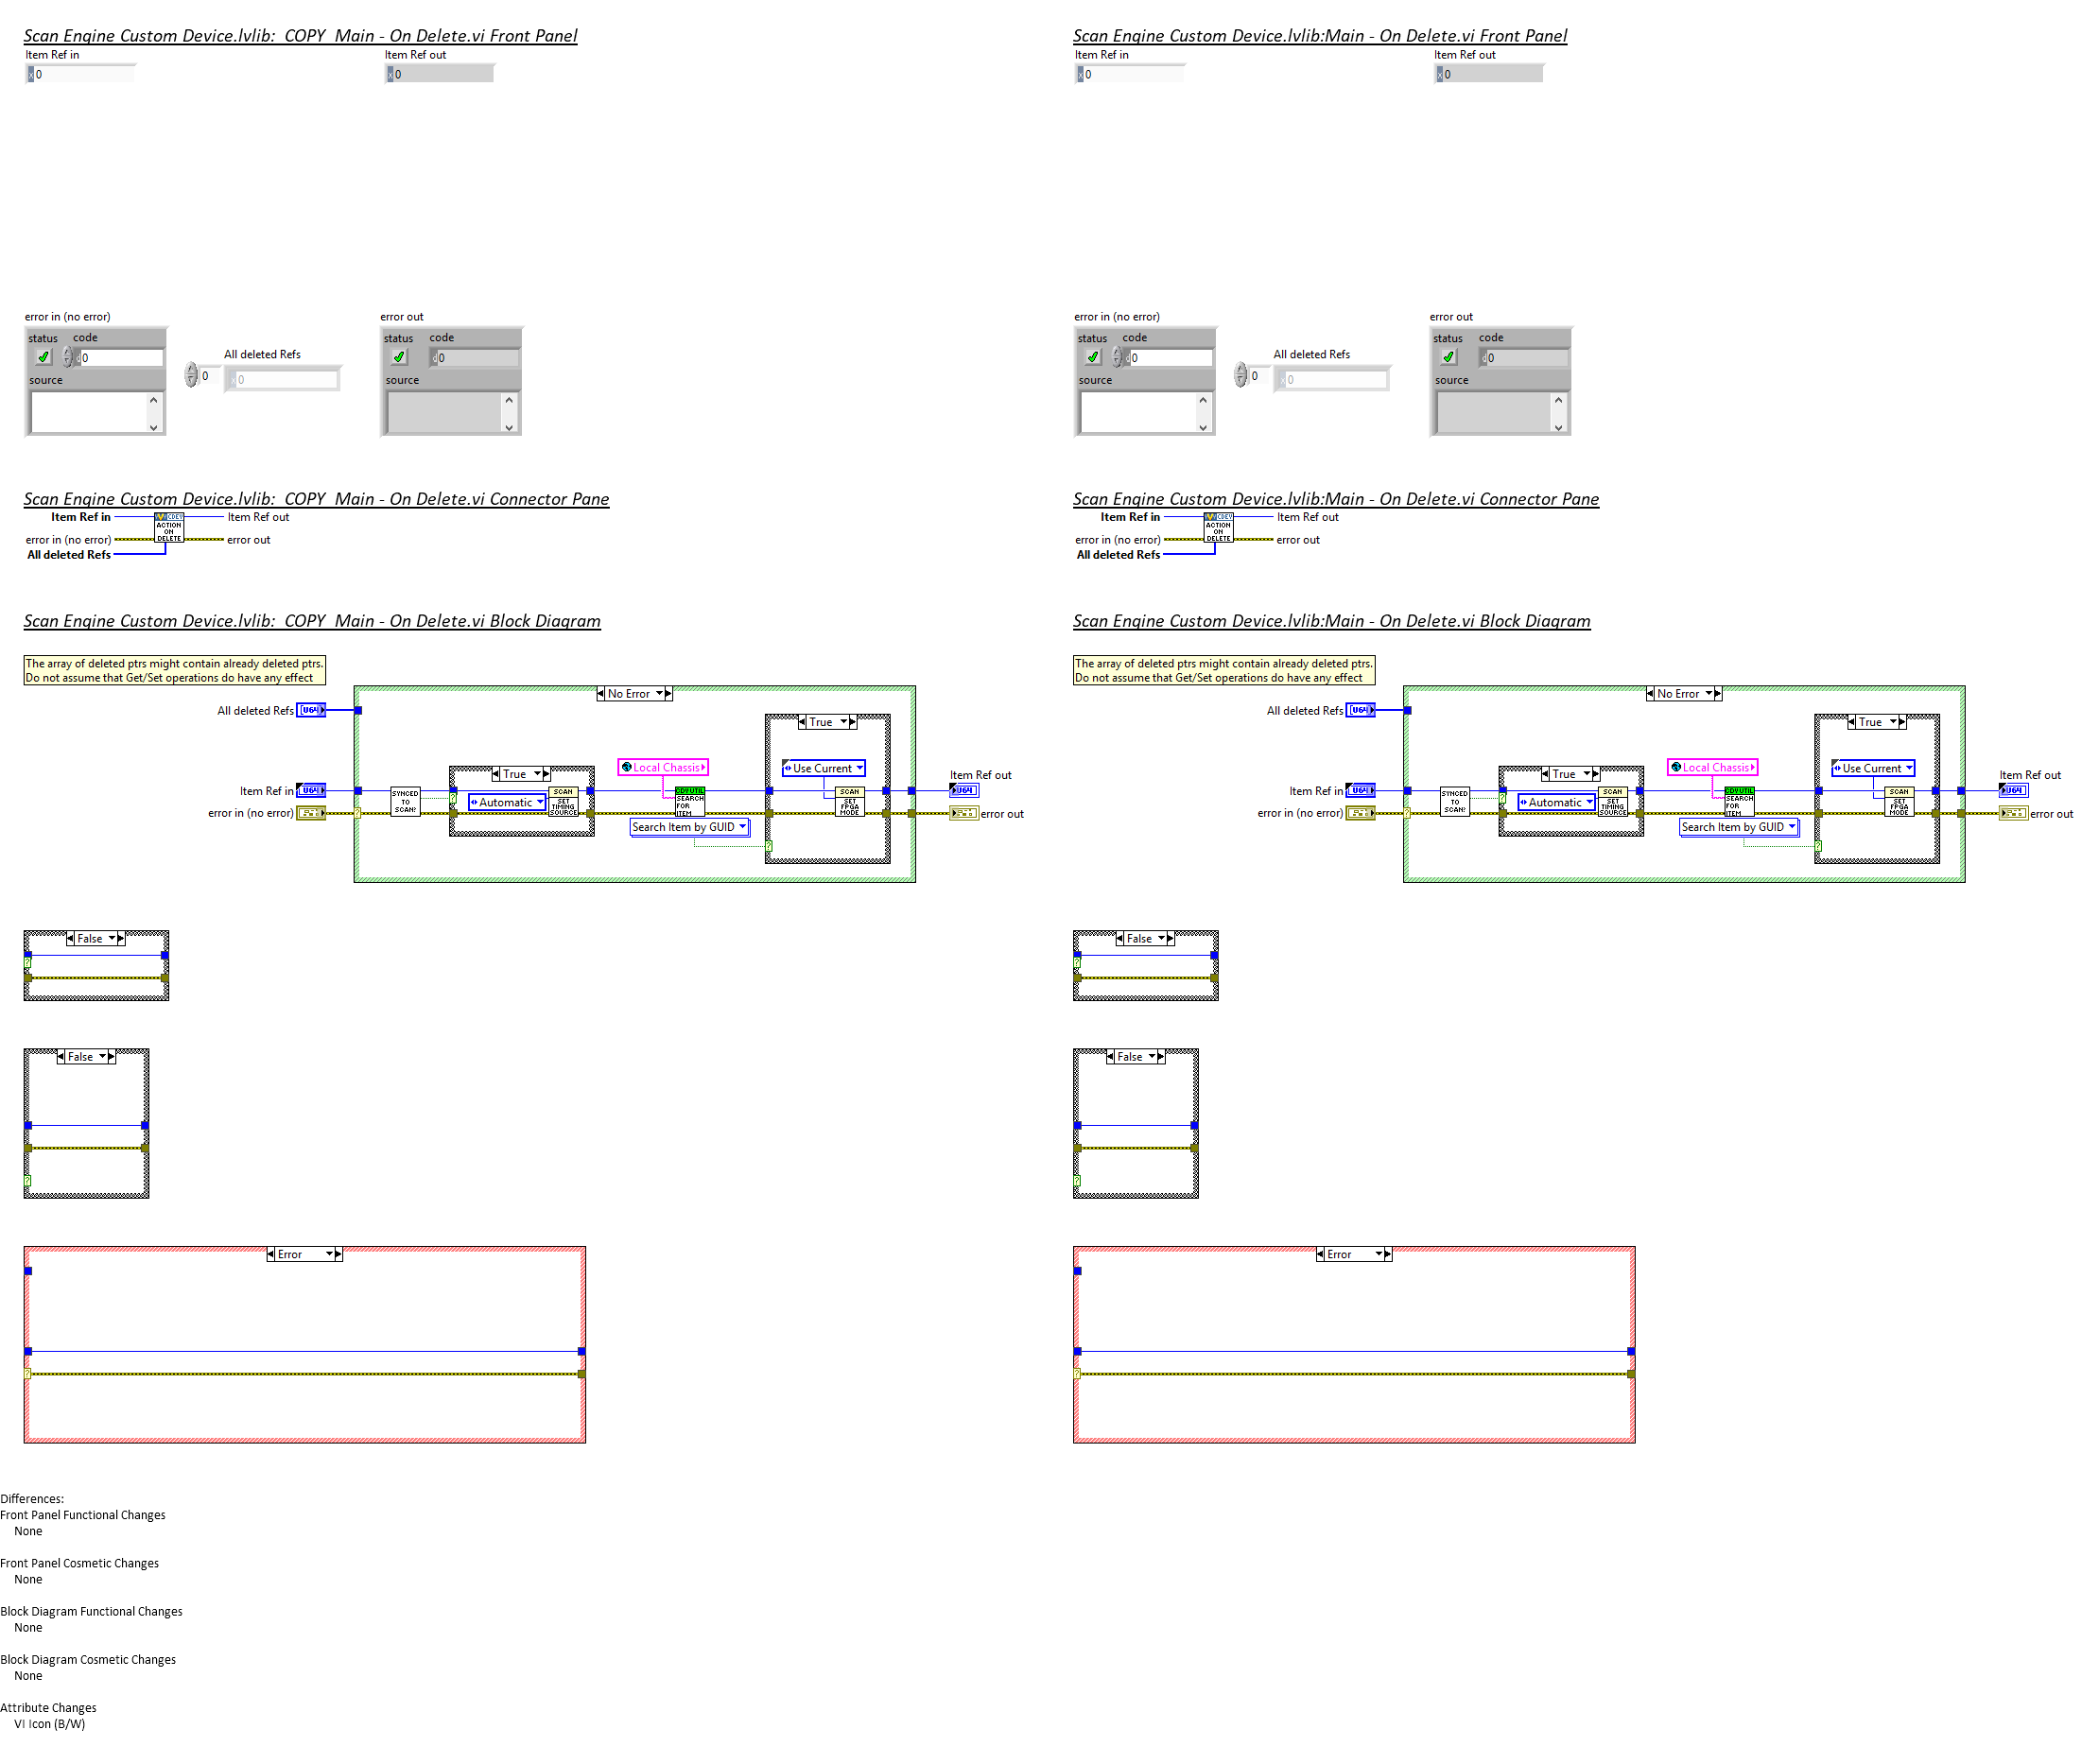 Scan Engine Custom Device.lvlib:_COPY_Main - On Delete.vi Front Panel
Item Ref in
x 0
Item Ref out
x 0
error in (no error)
status
code
d 0
source
All deleted Refs
0
x 0
error out
status
code
d 0
source
Scan Engine Custom Device.lvlib:_COPY_Main - On Delete.vi Connector Pane
Item Ref in
CDEV
ACTION
ON
DELETE
Item Ref out
error in (no error)
error out
All deleted Refs
Scan Engine Custom Device.lvlib:_COPY_Main - On Delete.vi Block Diagram
The array of deleted ptrs might contain already deleted ptrs.
Do not assume that Get/Set operations do have any effect
No Error
All deleted Refs
U64
True
Local Chassis
Use Current
True
Item Ref out
Item Ref in
U64
SYNCED
TO
SCAN?
Automatic
SCAN
SET
TIMING
SOURCE
CDVUTIL
SEARCH
FOR
ITEM
SCAN
SET
FPGA
MODE
U64
error in (no error)
error out
Search Item by GUID
False
False
Error
Scan Engine Custom Device.lvlib:Main - On Delete.vi Front Panel
Item Ref in
x 0
Item Ref out
x 0
error in (no error)
status
code
d 0
source
All deleted Refs
0
x 0
error out
status
code
d 0
source
Scan Engine Custom Device.lvlib:Main - On Delete.vi Connector Pane
Item Ref in
CDEV
ACTION
ON
DELETE
Item Ref out
error in (no error)
error out
All deleted Refs
Scan Engine Custom Device.lvlib:Main - On Delete.vi Block Diagram
The array of deleted ptrs might contain already deleted ptrs.
Do not assume that Get/Set operations do have any effect
No Error
All deleted Refs
U64
True
Local Chassis
Use Current
True
Item Ref out
Item Ref in
U64
SYNCED
TO
SCAN?
Automatic
SCAN
SET
TIMING
SOURCE
CDVUTIL
SEARCH
FOR
ITEM
SCAN
SET
FPGA
MODE
U64
error in (no error)
error out
Search Item by GUID
False
False
Error
Differences:
Front Panel Functional Changes
None
Front Panel Cosmetic Changes
None
Block Diagram Functional Changes
None
Block Diagram Cosmetic Changes
None
Attribute Changes
VI Icon (B/W)